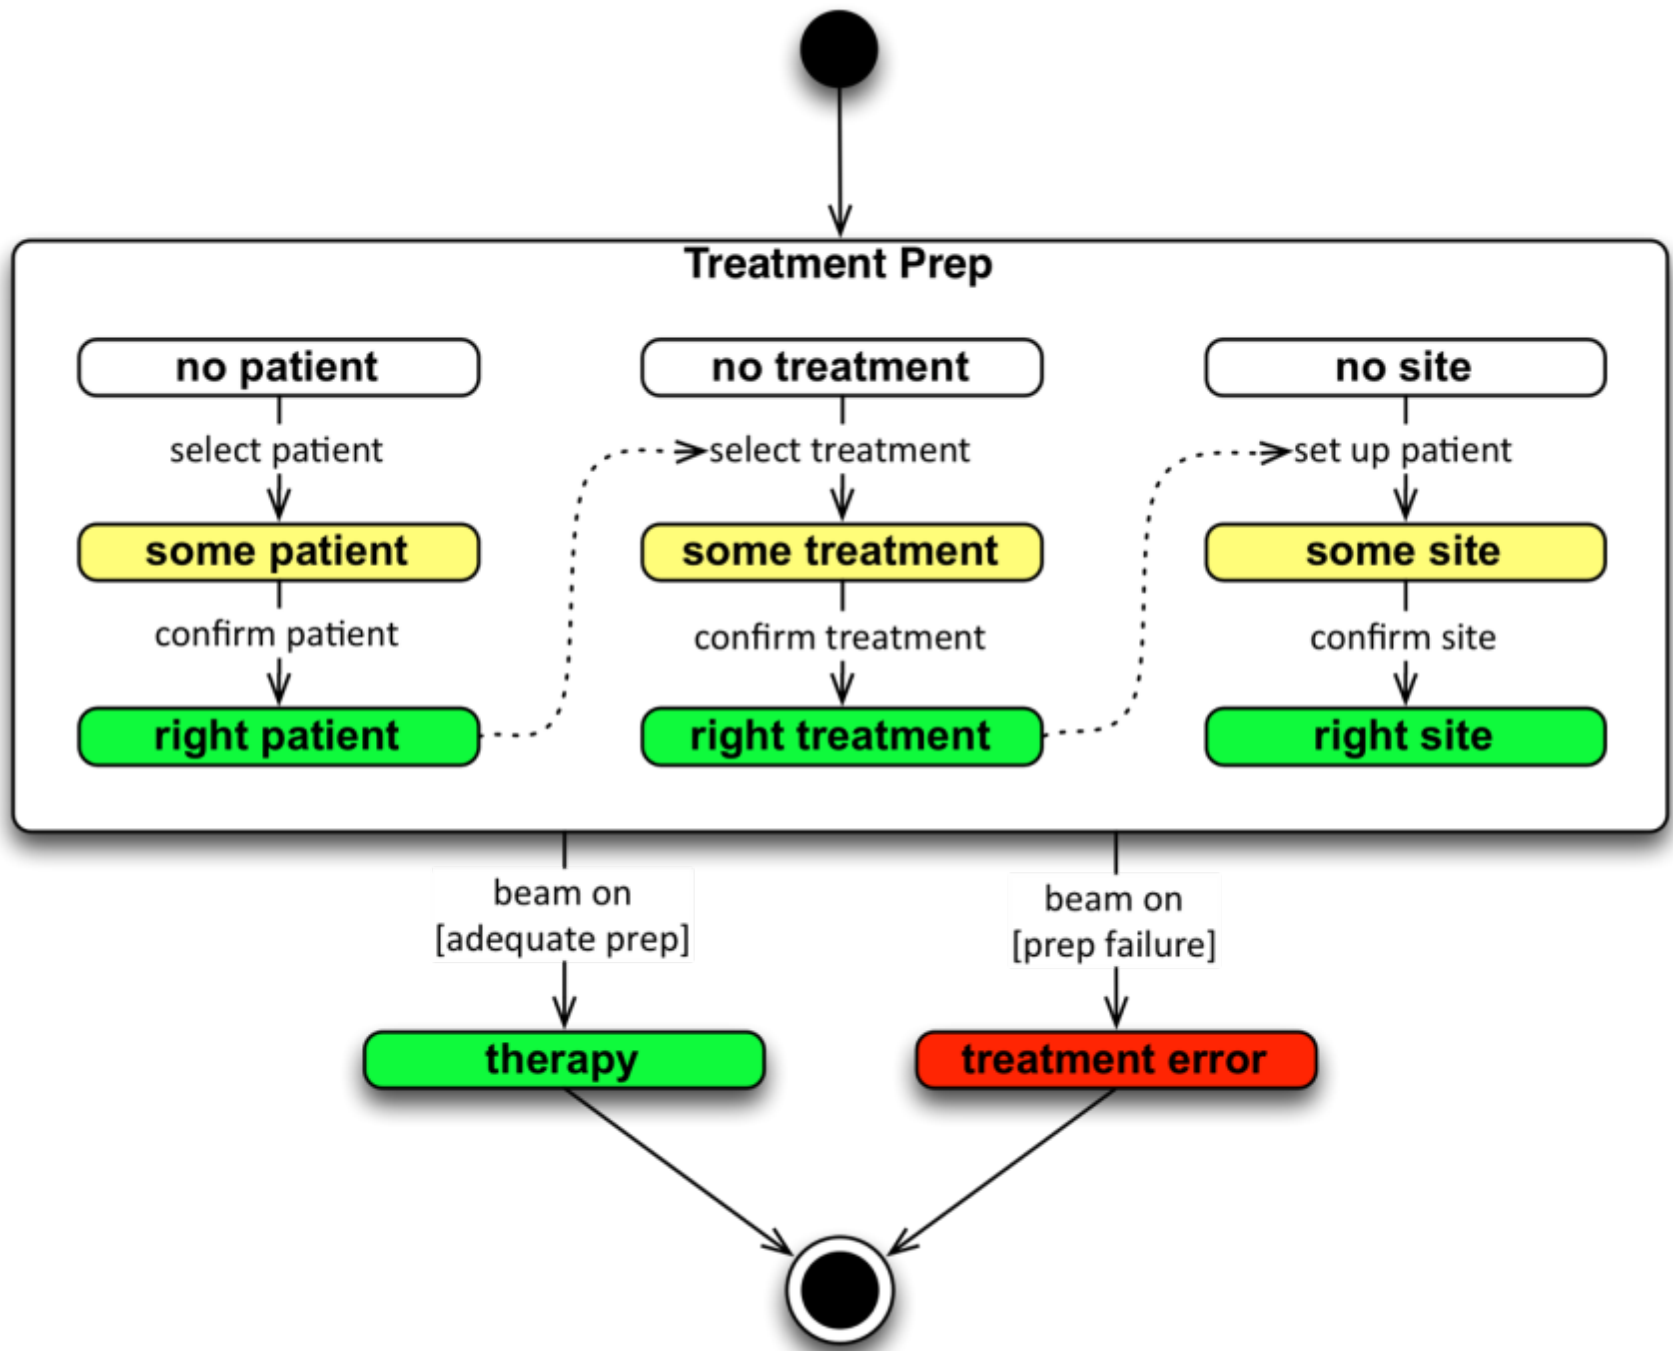 Treatment Prep
no patient
select patient
some patient
confirm patient
right patient
no treatment
select treatment
some treatment
confirm treatment
right treatment
no site
set up patient
some site
confirm site
right site
beam on
[adequate prep]
beam on
[prep failure]
therapy
treatment error